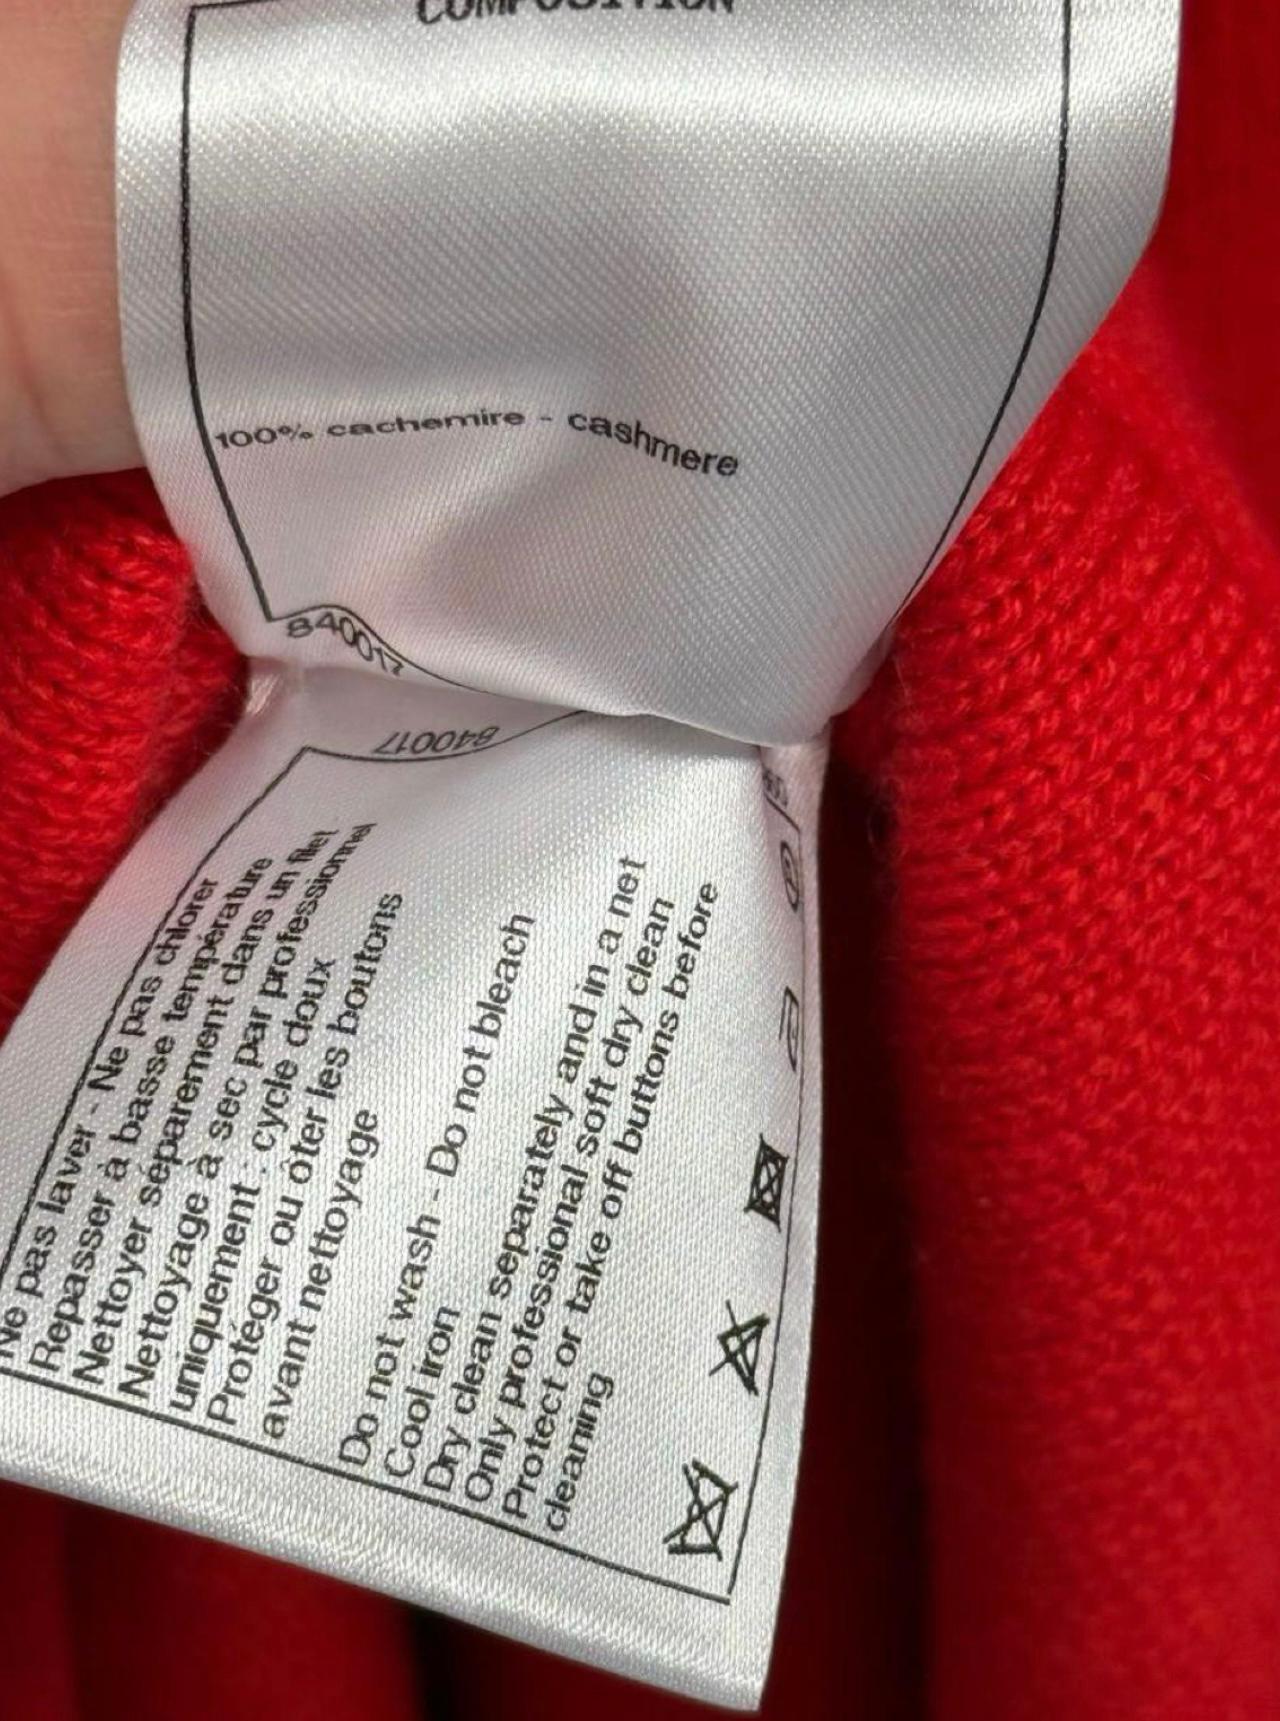 COMPOSITION
100% cachemire - cashmere
840017
840017
Ne pas laver - Ne pas chlorer
Repasser à basse température
Nettoyer séparement dans un filet
Nettoyage à sec par professionnel
uniquement : cycle doux
Protéger ou ôter les boutons
avant nettoyage
Do not wash - Do not bleach
Cool iron
Dry clean separately and in a net
Only professional soft dry clean
Protect or take off buttons before
cleaning